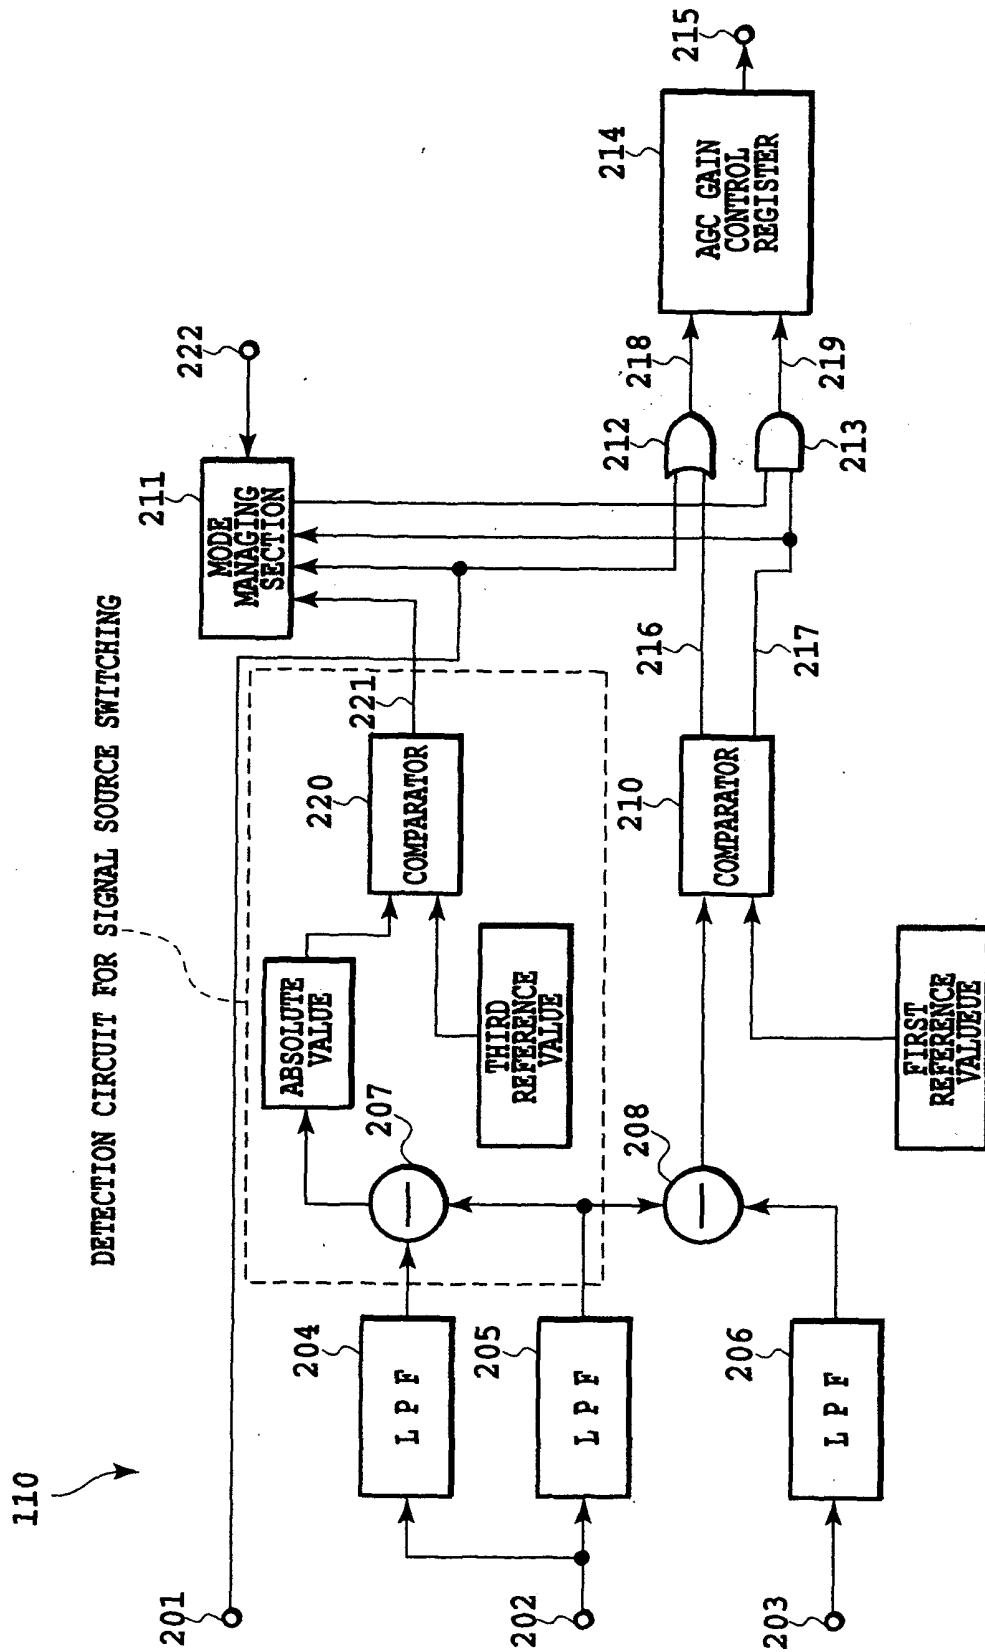 110
DETECTION CIRCUIT FOR SIGNAL SOURCE SWITCHING
201
202
203
204
LPF
205
LPF
206
LPF
207
208
ABSOLUTE
VALUE
THIRD
REFERENCE
VALUE
FIRST
REFERENCE
VALUEUE
220
COMPARATOR
221
210
COMPARATOR
216
217
211
MODE
MANAGING
SECTION
222
212
213
218
219
214
AGC GAIN
CONTROL
REGISTER
215